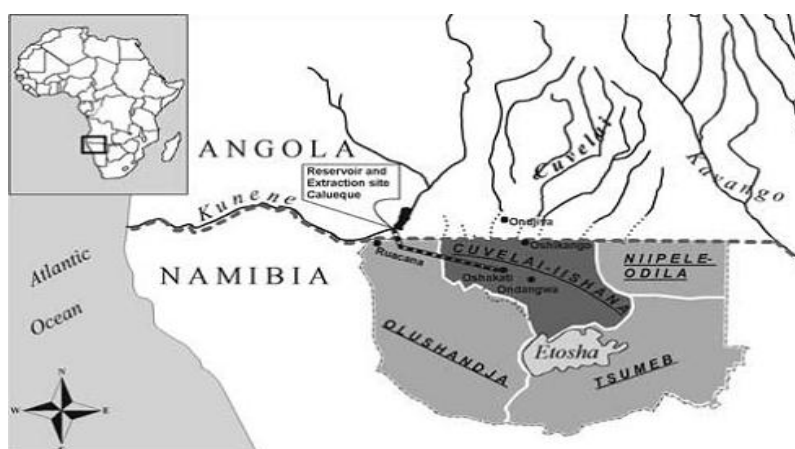 ANGOLA
Reservoir and
Extraction site
Calueque
Kunene
Cuvelai
Kavango
Ondjiva
Oshikango
Ruacana
NAMIBIA
CUVELAI-IISHANA
NIIPELE-
ODILA
Oshakati
Ondangwa
Atlantic
Ocean
OLUSHANDJA
Etosha
TSUMEB
N
W
E
S